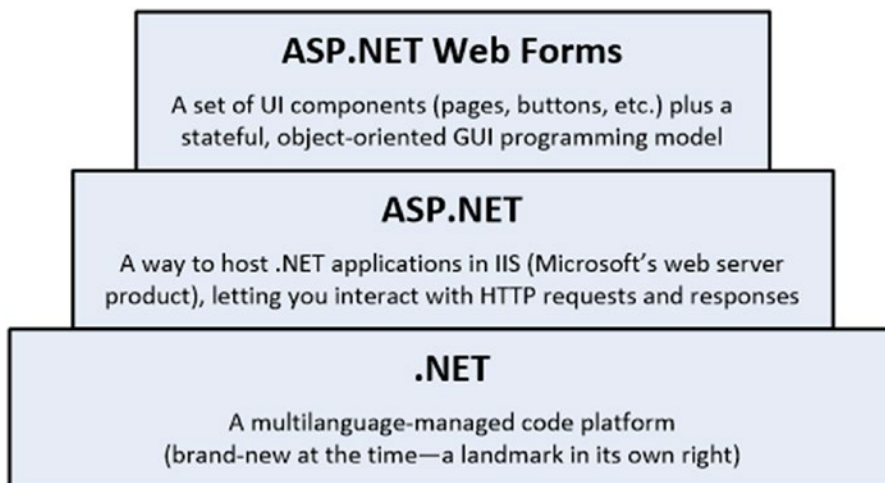 ASP.NET Web Forms
A set of UI components (pages, buttons, etc.) plus a
stateful, object-oriented GUI programming model
ASP.NET
A way to host .NET applications in IIS (Microsoft’s web server
product), letting you interact with HTTP requests and responses
.NET
A multilanguage-managed code platform
(brand-new at the time—a landmark in its own right)